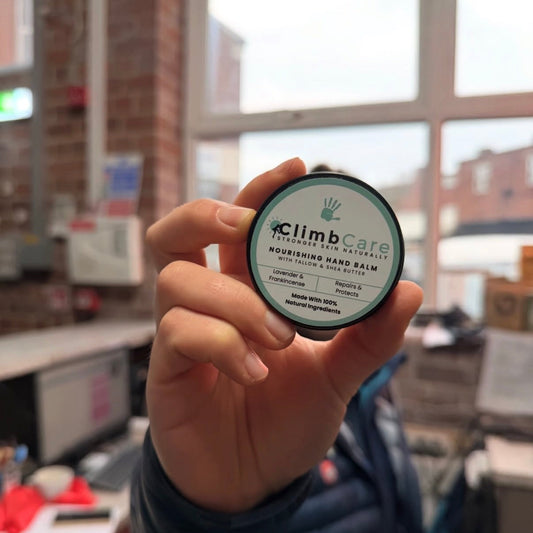 ClimbCare
STRONGER SKIN NATURALLY
NOURISHING HAND BALM
WITH TALLOW & SHEA BUTTER
Lavender &
Frankincense
Repairs &
Protects
Made With 100%
Natural Ingredients